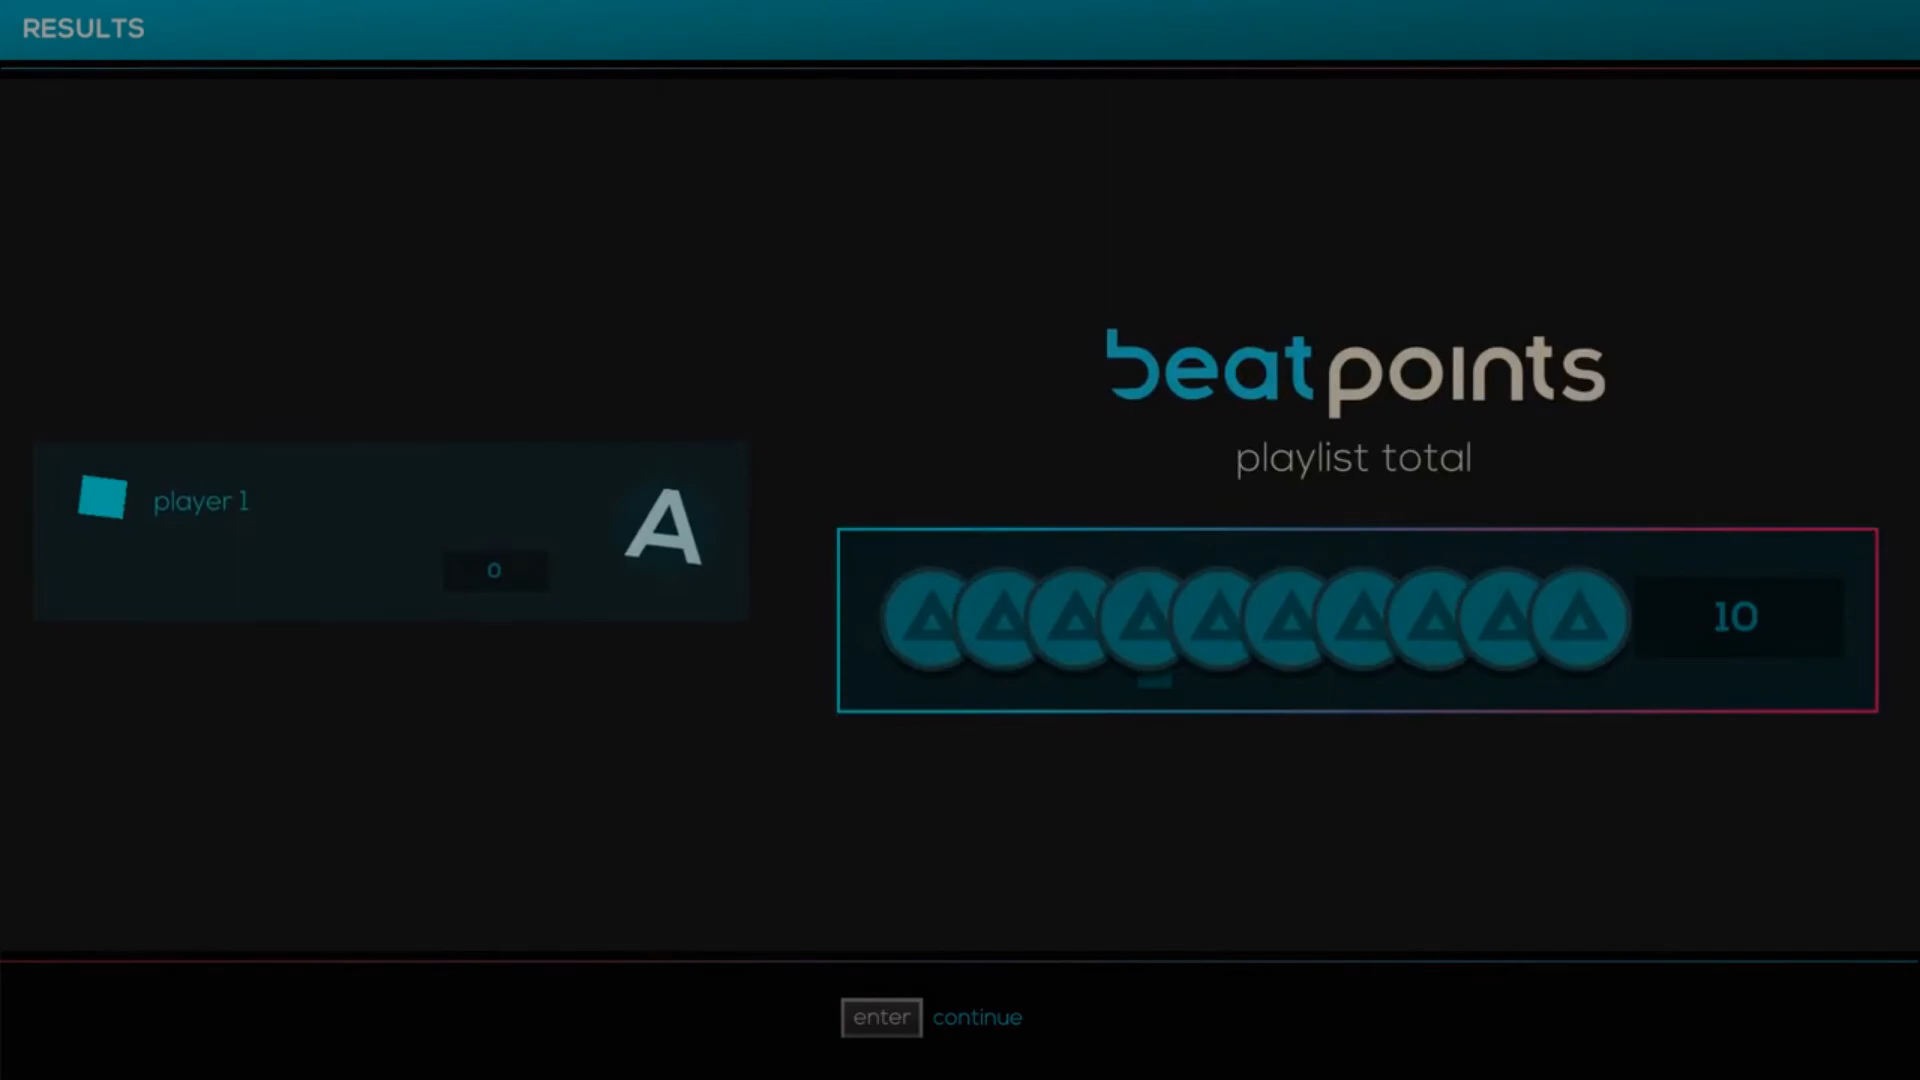 RESULTS
player 1
0
A
beatpoints
playlist total
10
enter continue